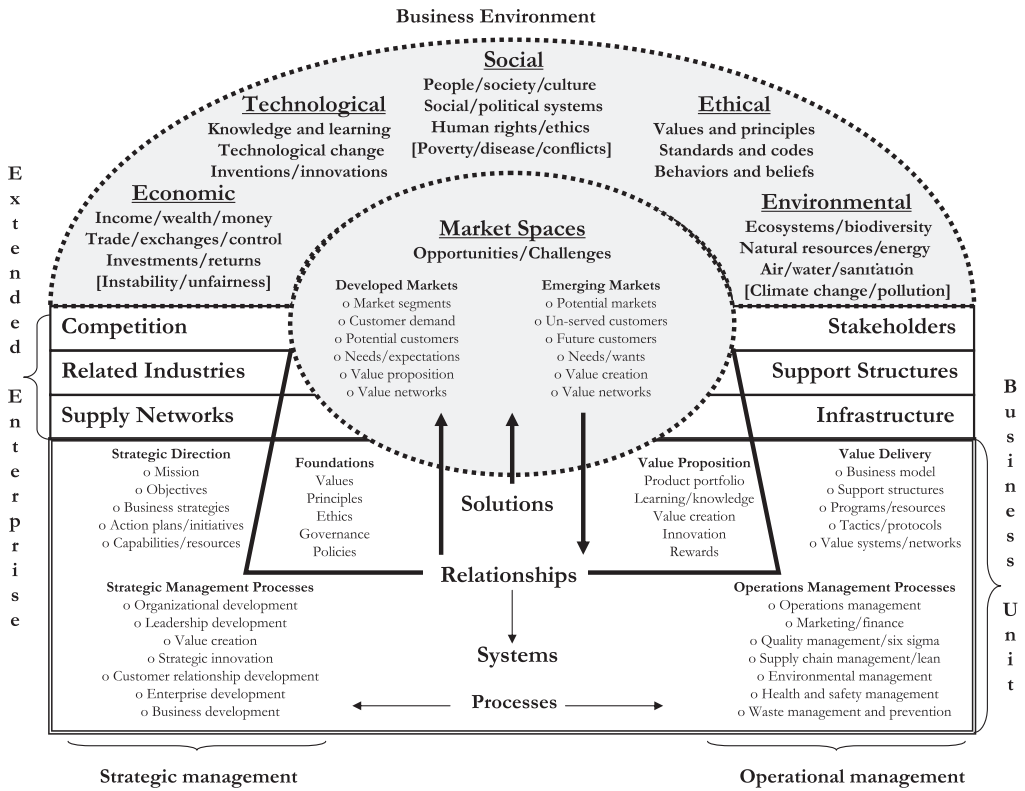 Business Environment
Social
People/society/culture
Social/political systems
Human rights/ethics
[Poverty/disease/conflicts]
Technological
Knowledge and learning
Technological change
Inventions/innovations
Ethical
Values and principles
Standards and codes
Behaviors and beliefs
Economic
Income/wealth/money
Trade/exchanges/control
Investments/returns
[Instability/unfairness]
Environmental
Ecosystems/biodiversity
Natural resources/energy
Air/water/sanitation
[Climate change/pollution]
Market Spaces
Opportunities/Challenges
Developed Markets
o Market segments
o Customer demand
o Potential customers
o Needs/expectations
o Value proposition
o Value networks
Emerging Markets
o Potential markets
o Un-served customers
o Future customers
o Needs/wants
o Value creation
o Value networks
Extended Enterprise
Competition
Related Industries
Supply Networks
Stakeholders
Support Structures
Infrastructure
Business Unit
Strategic Direction
o Mission
o Objectives
o Business strategies
o Action plans/initiatives
o Capabilities/resources
Foundations
Values
Principles
Ethics
Governance
Policies
Solutions
Value Proposition
Product portfolio
Learning/knowledge
Value creation
Innovation
Rewards
Value Delivery
o Business model
o Support structures
o Programs/resources
o Tactics/protocols
o Value systems/networks
Relationships
Strategic Management Processes
o Organizational development
o Leadership development
o Value creation
o Strategic innovation
o Customer relationship development
o Enterprise development
o Business development
Systems
Processes
Operations Management Processes
o Operations management
o Marketing/finance
o Quality management/six sigma
o Supply chain management/lean
o Environmental management
o Health and safety management
o Waste management and prevention
Strategic management
Operational management